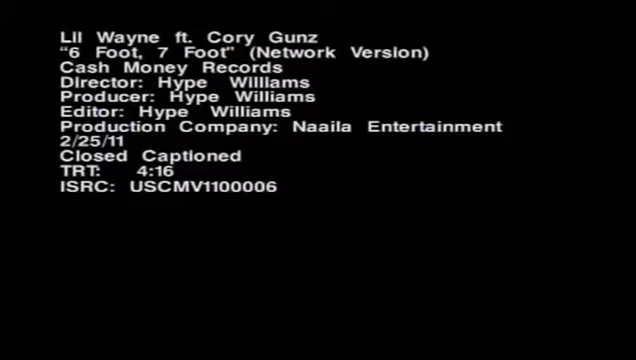 Lil Wayne ft. Cory Gunz
"6 Foot, 7 Foot" (Network Version)
Cash Money Records
Director: Hype Williams
Producer: Hype Williams
Editor: Hype Williams
Production Company: Naaila Entertainment
2/25/11
Closed Captioned
TRT: 4:16
ISRC: USCMV1100006